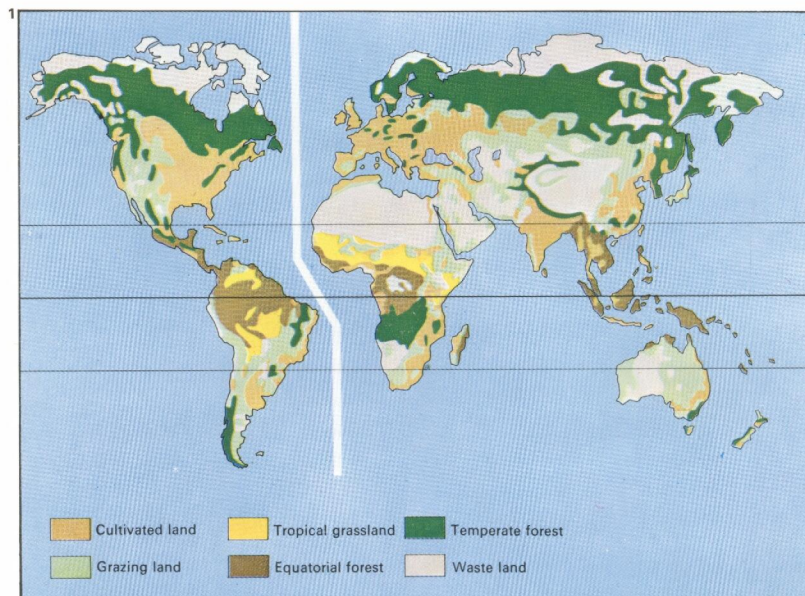 1
Cultivated land Tropical grassland Temperate forest
Grazing land Equatorial forest Waste land